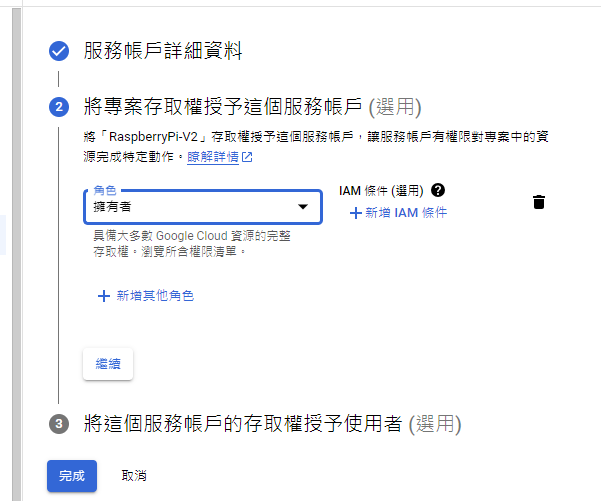 服務帳戶詳細資料
2 將專案存取權授予這個服務帳戶 (選用)
將「RaspberryPi-V2」存取權授予這個服務帳戶，讓服務帳戶有權限對專案中的資
源完成特定動作。瞭解詳情
角色
擁有者
IAM 條件 (選用) ?
+ 新增 IAM 條件
具備大多數 Google Cloud 資源的完整
存取權。瀏覽所含權限清單。
+ 新增其他角色
繼續
3 將這個服務帳戶的存取權授予使用者 (選用)
完成 取消